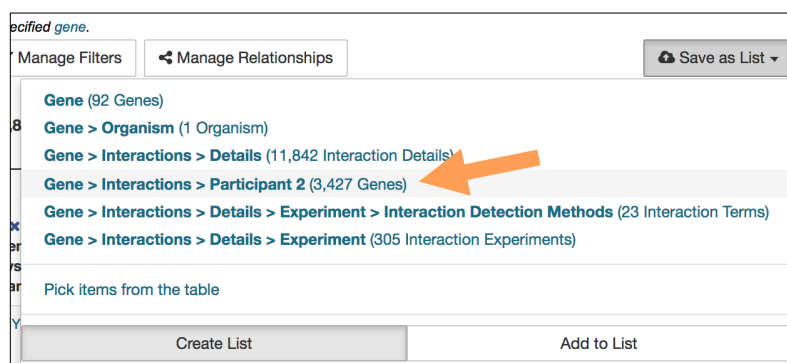 ecified gene.
Manage Filters
Manage Relationships
Save as List
Gene (92 Genes)
,8
Gene > Organism (1 Organism)
Gene > Interactions > Details (11,842 Interaction Details)
Gene > Interactions > Participant 2 (3,427 Genes)
Gene > Interactions > Details > Experiment > Interaction Detection Methods (23 Interaction Terms)
Gene > Interactions > Details > Experiment (305 Interaction Experiments)
Pick items from the table
Y
Create List
Add to List